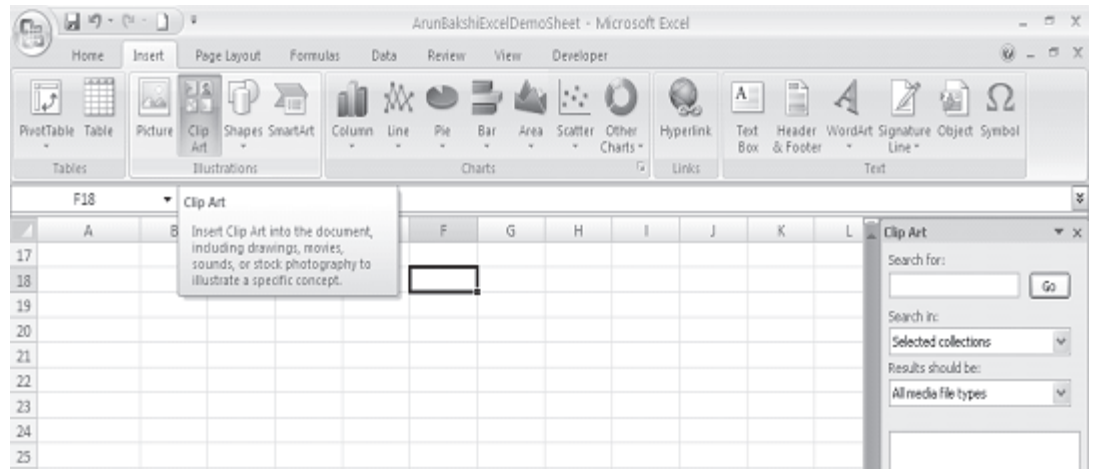 ArunBakshiExcelDemoSheet - Microsoft Excel
Home Insert Page Layout Formulas Data Review View Developer
PivotTable Table Picture Clip Art Shapes SmartArt Column Line Pie Bar Area Scatter Other Charts Hyperlink Text Box Header & Footer WordArt Signature Line Object Symbol
Tables Illustrations Charts Links Text
F18
Clip Art
Insert Clip Art into the document,
including drawings, movies,
sounds, or stock photography to
illustrate a specific concept.
A B F G H I J K L
17
18
19
20
21
22
23
24
25
Clip Art
Search for:
Go
Search in:
Selected collections
Results should be:
All media file types